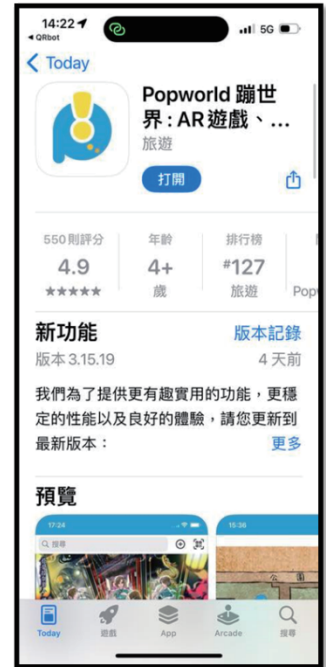 14:22
5G
QRbot
Today
Popworld 蹦世
界:AR 遊戲、...
旅遊
打開
550 則評分
年齡
排行榜
4.9
4+
#127
歲
旅遊
Pop
新功能
版本記錄
版本 3.15.19
4 天前
我們為了提供更有趣實用的功能,更穩
定的性能以及良好的體驗,請您更新到
最新版本:
更多
預覽
17:24
搜尋
15:36
公園
Today
遊戲
App
Arcade
搜尋